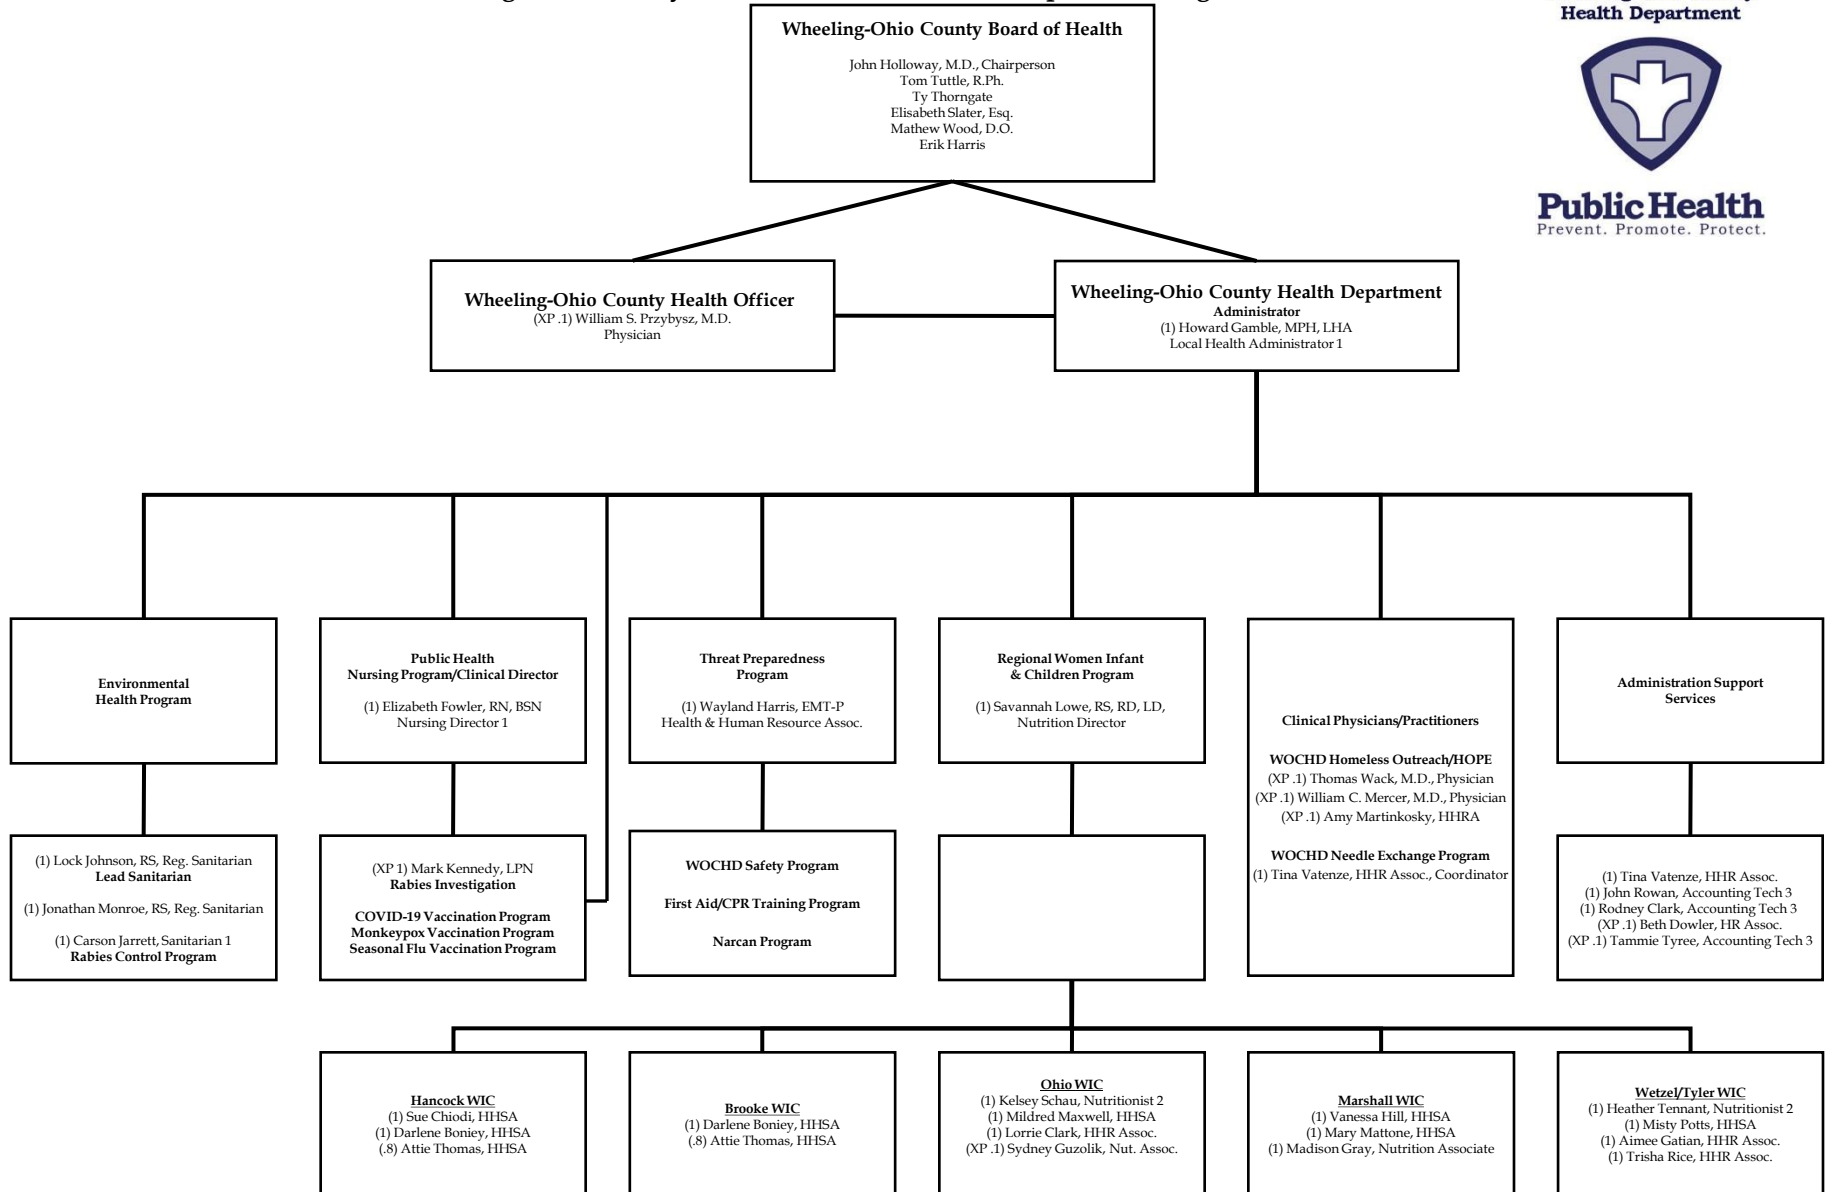 Health Department
Public Health
Prevent. Promote. Protect.
Wheeling-Ohio County Board of Health
John Holloway, M.D., Chairperson
Tom Tuttle, R.Ph.
Ty Thorngate
Elisabeth Slater, Esq.
Mathew Wood, D.O.
Erik Harris
Wheeling-Ohio County Health Officer
(XP .1) William S. Przybysz, M.D.
Physician
Wheeling-Ohio County Health Department
Administrator
(1) Howard Gamble, MPH, LHA
Local Health Administrator 1
Environmental
Health Program
Public Health
Nursing Program/Clinical Director
(1) Elizabeth Fowler, RN, BSN
Nursing Director 1
Threat Preparedness
Program
(1) Wayland Harris, EMT-P
Health & Human Resource Assoc.
Regional Women Infant
& Children Program
(1) Savannah Lowe, RS, RD, LD,
Nutrition Director
Clinical Physicians/Practitioners
WOCHD Homeless Outreach/HOPE
(XP .1) Thomas Wack, M.D., Physician
(XP .1) William C. Mercer, M.D., Physician
(XP .1) Amy Martinkosky, HHRA
WOCHD Needle Exchange Program
(1) Tina Vatenze, HHR Assoc., Coordinator
Administration Support
Services
(1) Lock Johnson, RS, Reg. Sanitarian
Lead Sanitarian
(1) Jonathan Monroe, RS, Reg. Sanitarian
(1) Carson Jarrett, Sanitarian 1
Rabies Control Program
(XP 1) Mark Kennedy, LPN
Rabies Investigation
COVID-19 Vaccination Program
Monkeypox Vaccination Program
Seasonal Flu Vaccination Program
WOCHD Safety Program
First Aid/CPR Training Program
Narcan Program
(1) Tina Vatenze, HHR Assoc.
(1) John Rowan, Accounting Tech 3
(1) Rodney Clark, Accounting Tech 3
(XP .1) Beth Dowler, HR Assoc.
(XP .1) Tammie Tyree, Accounting Tech 3
Hancock WIC
(1) Sue Chiodi, HHSA
(1) Darlene Boniey, HHSA
(.8) Attie Thomas, HHSA
Brooke WIC
(1) Darlene Boniey, HHSA
(.8) Attie Thomas, HHSA
Ohio WIC
(1) Kelsey Schau, Nutritionist 2
(1) Mildred Maxwell, HHSA
(1) Lorrie Clark, HHR Assoc.
(XP .1) Sydney Guzolik, Nut. Assoc.
Marshall WIC
(1) Vanessa Hill, HHSA
(1) Mary Mattone, HHSA
(1) Madison Gray, Nutrition Associate
Wetzel/Tyler WIC
(1) Heather Tennant, Nutritionist 2
(1) Misty Potts, HHSA
(1) Aimee Gatian, HHR Assoc.
(1) Trisha Rice, HHR Assoc.